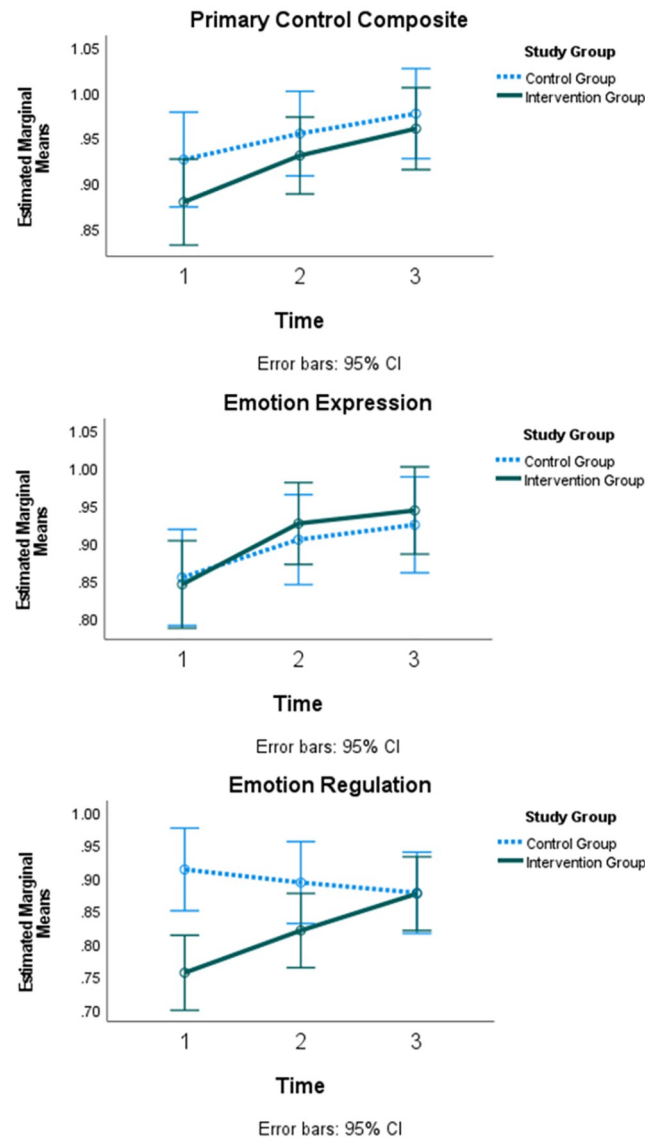 Primary Control Composite
1.05
1.00
.95
.90
.85
Estimated Marginal
Means
Study Group
Control Group
Intervention Group
1 2 3
Time
Error bars: 95% CI
Emotion Expression
1.05
1.00
.95
.90
.85
.80
Estimated Marginal
Means
Study Group
Control Group
Intervention Group
1 2 3
Time
Error bars: 95% CI
Emotion Regulation
1.00
.95
.90
.85
.80
.75
.70
Estimated Marginal
Means
Study Group
Control Group
Intervention Group
1 2 3
Time
Error bars: 95% CI